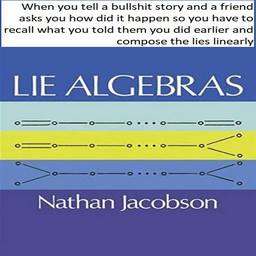 When you tell a bullshit story and a friend
asks you how did it happen so you have to
recall what you told them you did earlier and
compose the lies linearly
LIE ALGEBRAS
Nathan Jacobson